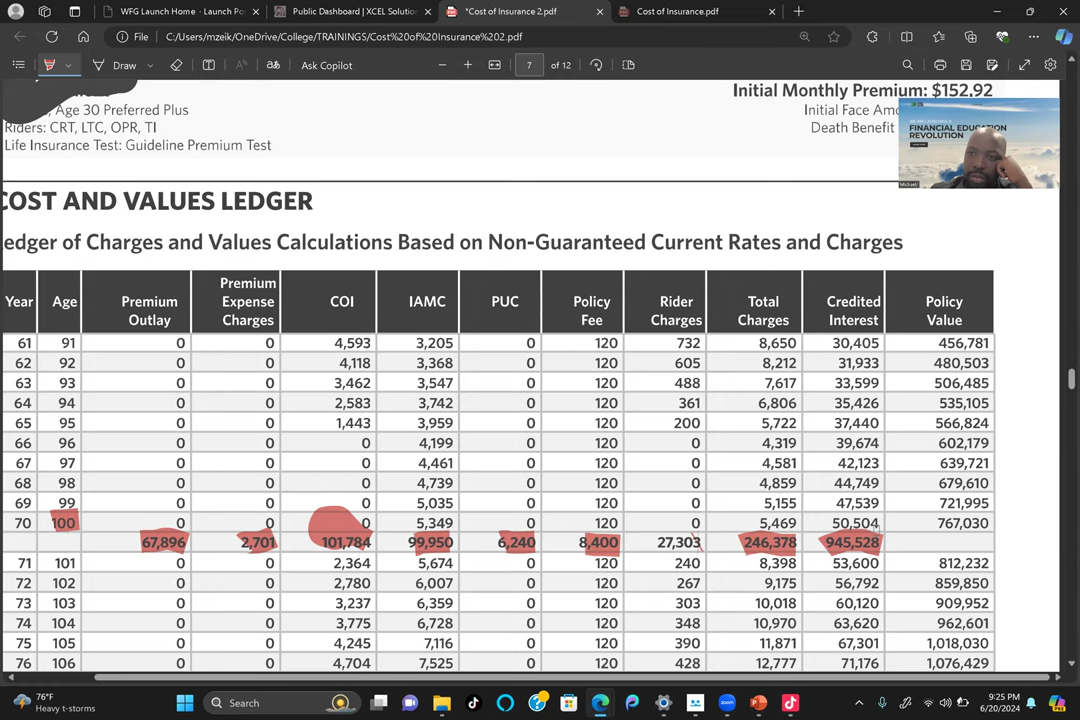 WFG Launch Home - Launch Po
Public Dashboard | XCEL Solution
*Cost of Insurance 2.pdf
Cost of Insurance.pdf
File C:/Users/mzeik/OneDrive/College/TRAININGS/Cost%20of%20Insurance%202.pdf
Draw
Ask Copilot
7 of 12
Age 30 Preferred Plus
Riders: CRT, LTC, OPR, TI
Life Insurance Test: Guideline Premium Test
Initial Monthly Premium: $152.92
Initial Face Amo
Death Benefit
FINANCIAL EDUCATION
REVOLUTION
Michael
COST AND VALUES LEDGER
edger of Charges and Values Calculations Based on Non-Guaranteed Current Rates and Charges
Year Age Premium Outlay Premium Expense Charges COI IAMC PUC Policy Fee Rider Charges Total Charges Credited Interest Policy Value
61 91 0 0 4,593 3,205 0 120 732 8,650 30,405 456,781
62 92 0 0 4,118 3,368 0 120 605 8,212 31,933 480,503
63 93 0 0 3,462 3,547 0 120 488 7,617 33,599 506,485
64 94 0 0 2,583 3,742 0 120 361 6,806 35,426 535,105
65 95 0 0 1,443 3,959 0 120 200 5,722 37,440 566,824
66 96 0 0 0 4,199 0 120 0 4,319 39,674 602,179
67 97 0 0 0 4,461 0 120 0 4,581 42,123 639,721
68 98 0 0 0 4,739 0 120 0 4,859 44,749 679,610
69 99 0 0 0 5,035 0 120 0 5,155 47,539 721,995
70 100 0 0 0 5,349 0 120 0 5,469 50,504 767,030
67,896 2,701 101,784 99,950 6,240 8,400 27,303 246,378 945,528
71 101 0 0 2,364 5,674 0 120 240 8,398 53,600 812,232
72 102 0 0 2,780 6,007 0 120 267 9,175 56,792 859,850
73 103 0 0 3,237 6,359 0 120 303 10,018 60,120 909,952
74 104 0 0 3,775 6,728 0 120 348 10,970 63,620 962,601
75 105 0 0 4,245 7,116 0 120 390 11,871 67,301 1,018,030
76 106 0 0 4,704 7,525 0 120 428 12,777 71,176 1,076,429
76°F
Heavy t-storms
Search
9:25 PM
6/20/2024